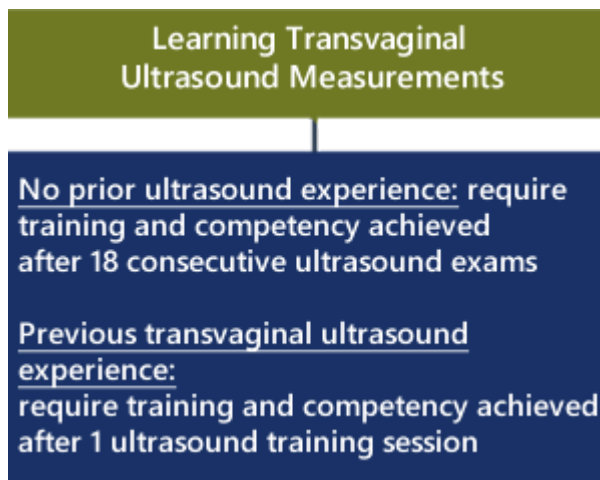 Learning Transvaginal
Ultrasound Measurements
No prior ultrasound experience: require
training and competency achieved
after 18 consecutive ultrasound exams
Previous transvaginal ultrasound
experience:
require training and competency achieved
after 1 ultrasound training session